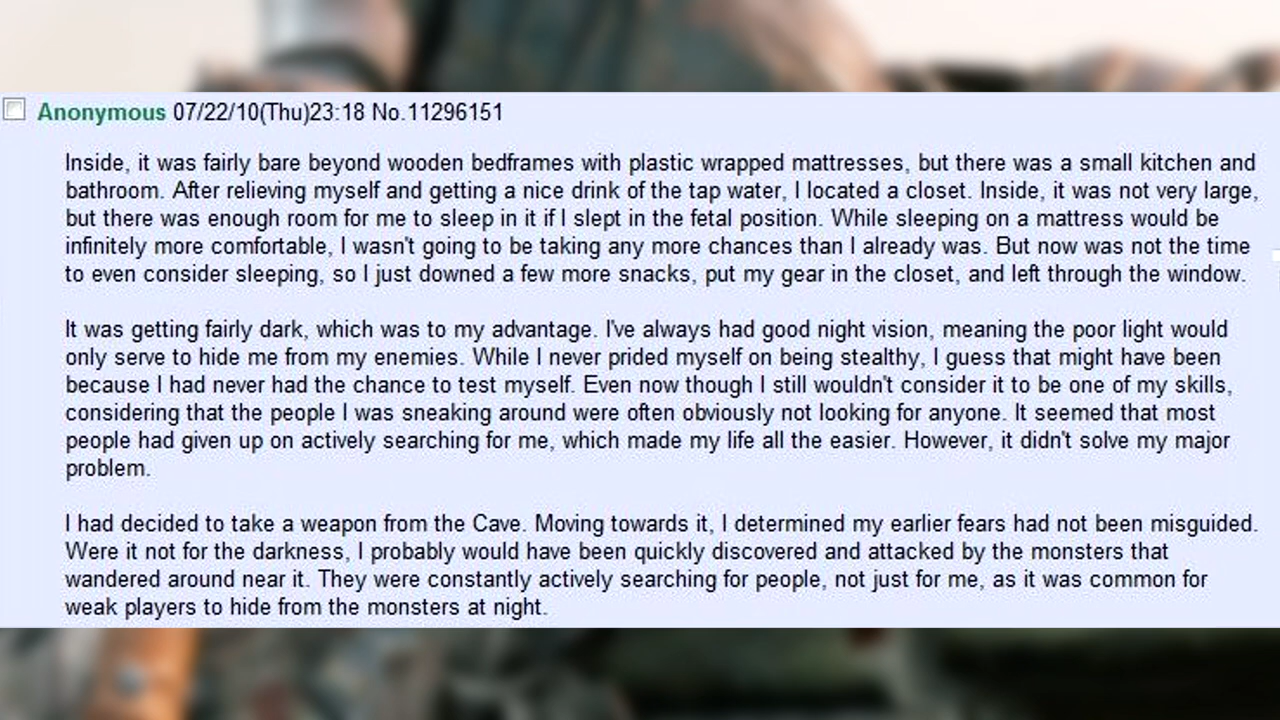 Anonymous 07/22/10(Thu)23:18 No.11296151
Inside, it was fairly bare beyond wooden bedframes with plastic wrapped mattresses, but there was a small kitchen and
bathroom. After relieving myself and getting a nice drink of the tap water, I located a closet. Inside, it was not very large,
but there was enough room for me to sleep in it if I slept in the fetal position. While sleeping on a mattress would be
infinitely more comfortable, I wasn't going to be taking any more chances than I already was. But now was not the time
to even consider sleeping, so I just downed a few more snacks, put my gear in the closet, and left through the window.
It was getting fairly dark, which was to my advantage. I've always had good night vision, meaning the poor light would
only serve to hide me from my enemies. While I never prided myself on being stealthy, I guess that might have been
because I had never had the chance to test myself. Even now though I still wouldn't consider it to be one of my skills,
considering that the people I was sneaking around were often obviously not looking for anyone. It seemed that most
people had given up on actively searching for me, which made my life all the easier. However, it didn't solve my major
problem.
I had decided to take a weapon from the Cave. Moving towards it, I determined my earlier fears had not been misguided.
Were it not for the darkness, I probably would have been quickly discovered and attacked by the monsters that
wandered around near it. They were constantly actively searching for people, not just for me, as it was common for
weak players to hide from the monsters at night.